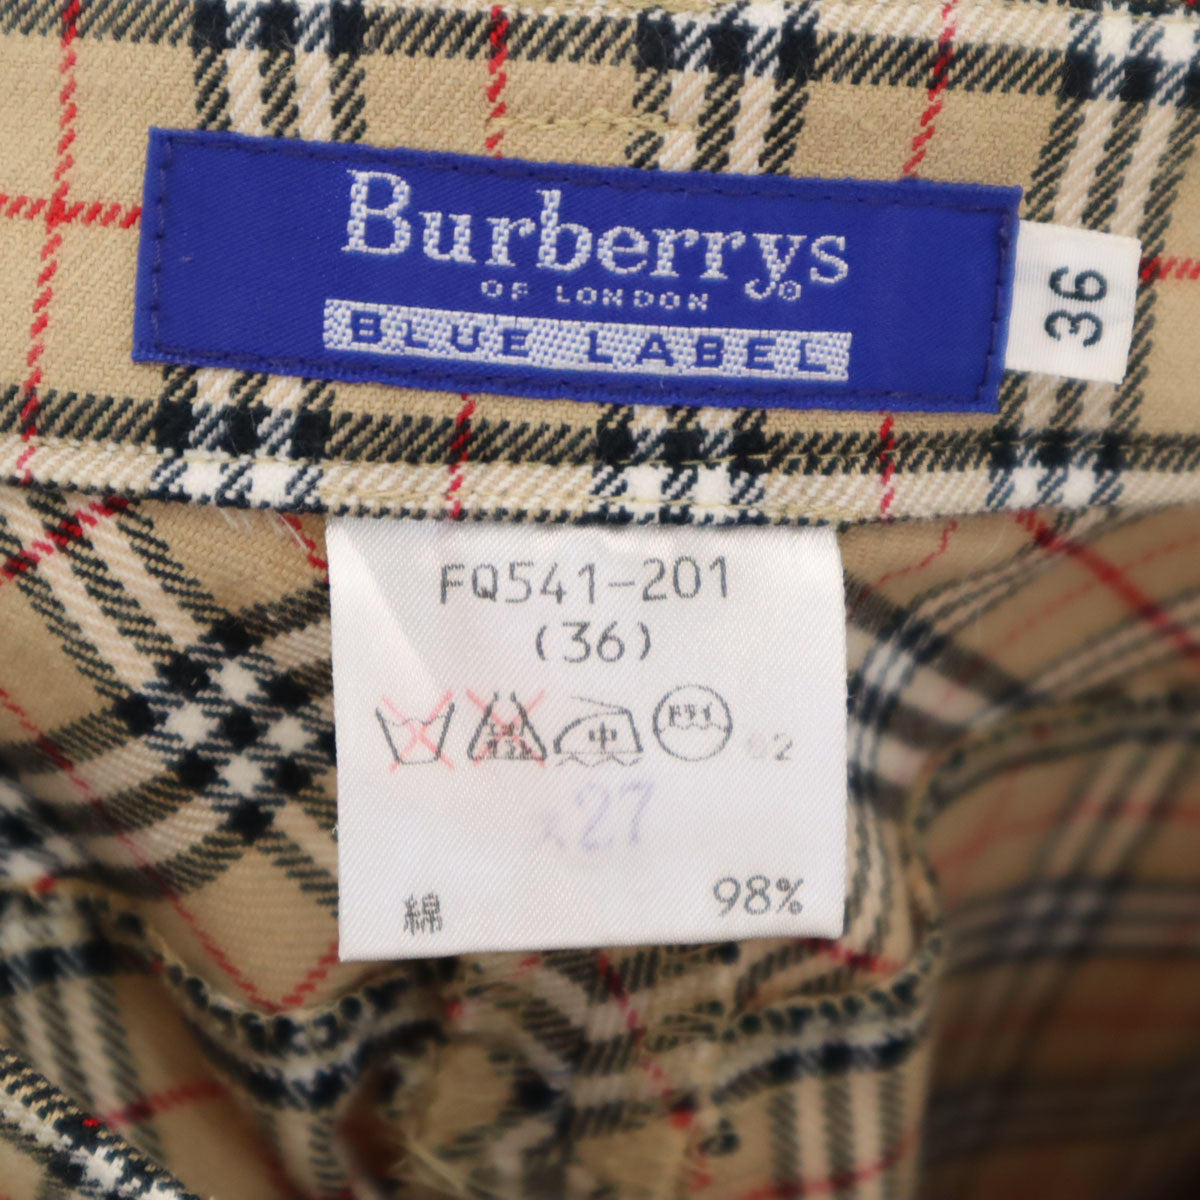 Burberrys®
OF LONDON
BLUE LABEL
36
FQ541-201
(36)
中
ドライ
27
綿 98%